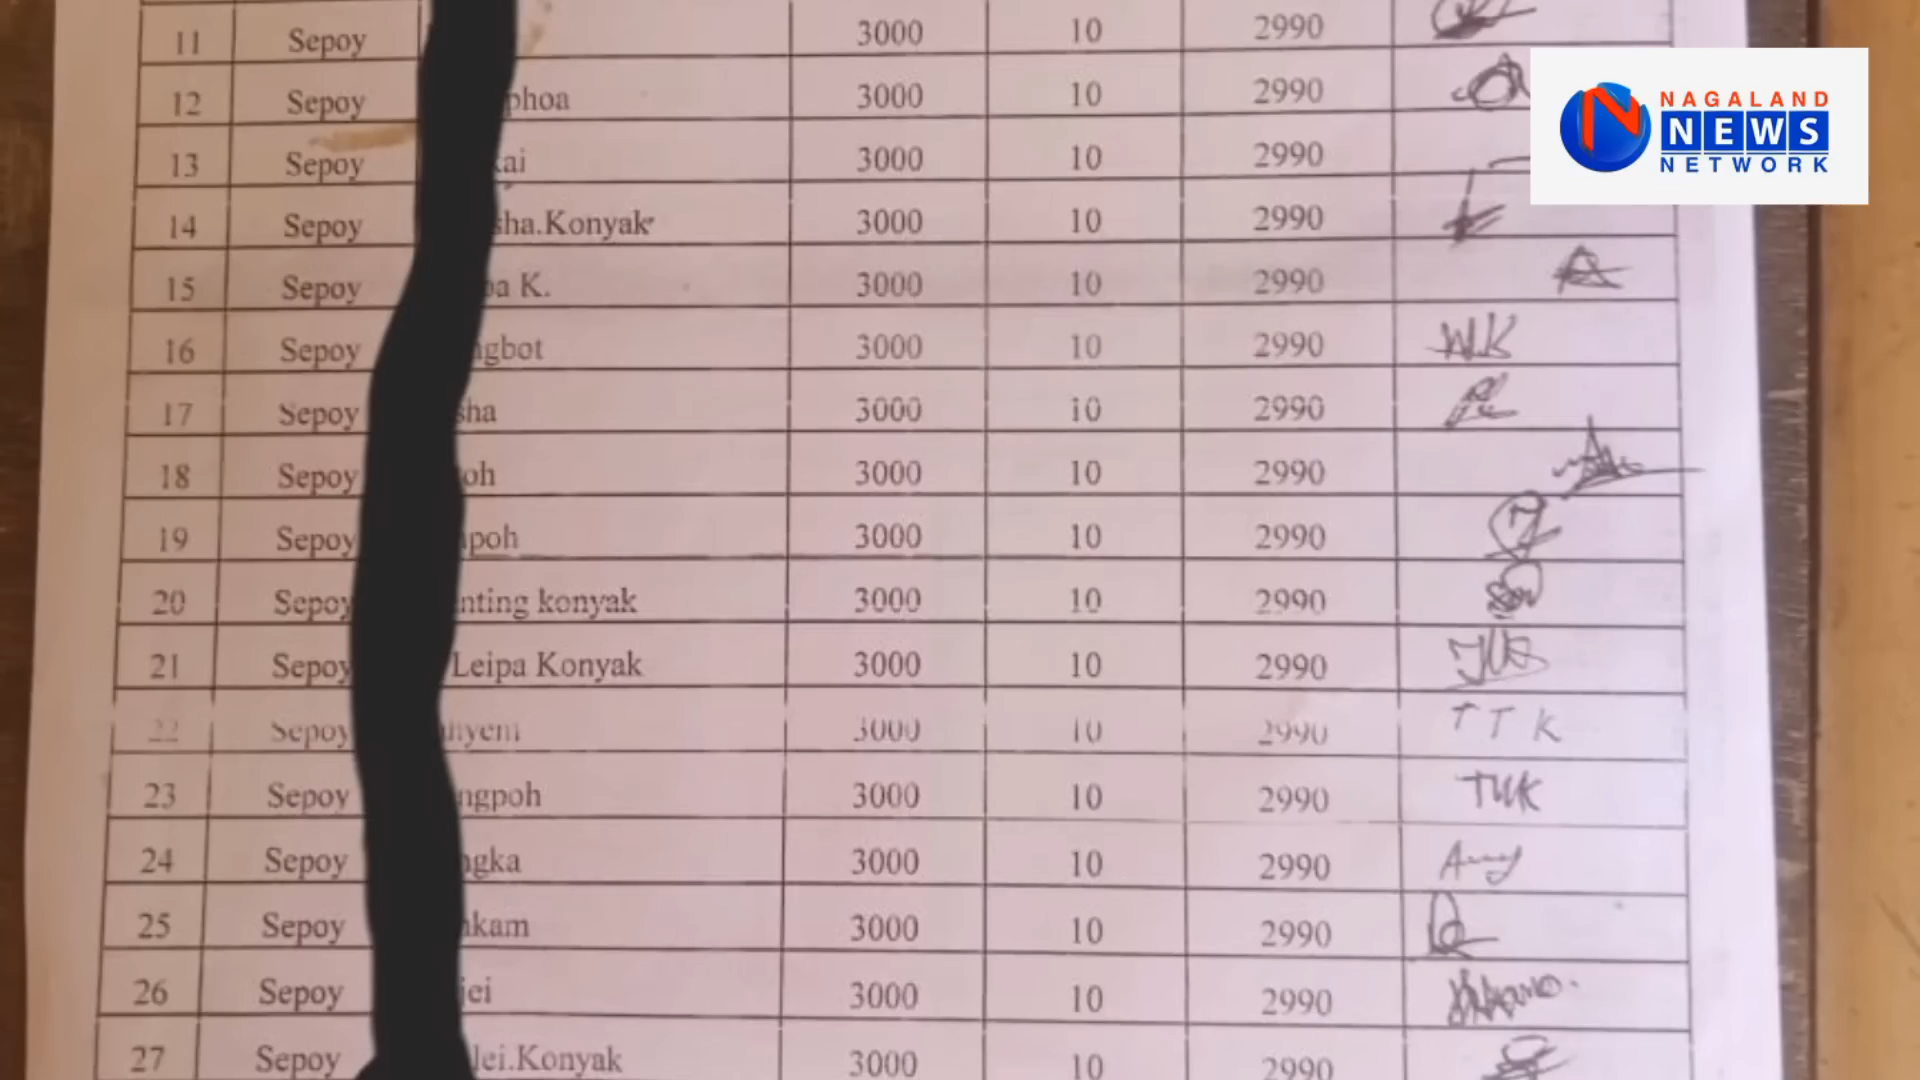 11 Sepoy 3000 10 2990
12 Sepoy phoa 3000 10 2990
NAGALAND
NEWS
NETWORK
13 Sepoy kai 3000 10 2990
14 Sepoy sha.Konyak 3000 10 2990
15 Sepoy pa K. 3000 10 2990
16 Sepoy ngbot 3000 10 2990 W.K
17 Sepoy sha 3000 10 2990
18 Sepoy oh 3000 10 2990
19 Sepoy poh 3000 10 2990
20 Sepoy nting konyak 3000 10 2990
21 Sepoy Leipa Konyak 3000 10 2990
22 Sepoy nyem 3000 10 2990 T T K
23 Sepoy ngpoh 3000 10 2990
24 Sepoy ngka 3000 10 2990
25 Sepoy kam 3000 10 2990
26 Sepoy jei 3000 10 2990
27 Sepoy lei.Konyak 3000 10 2990